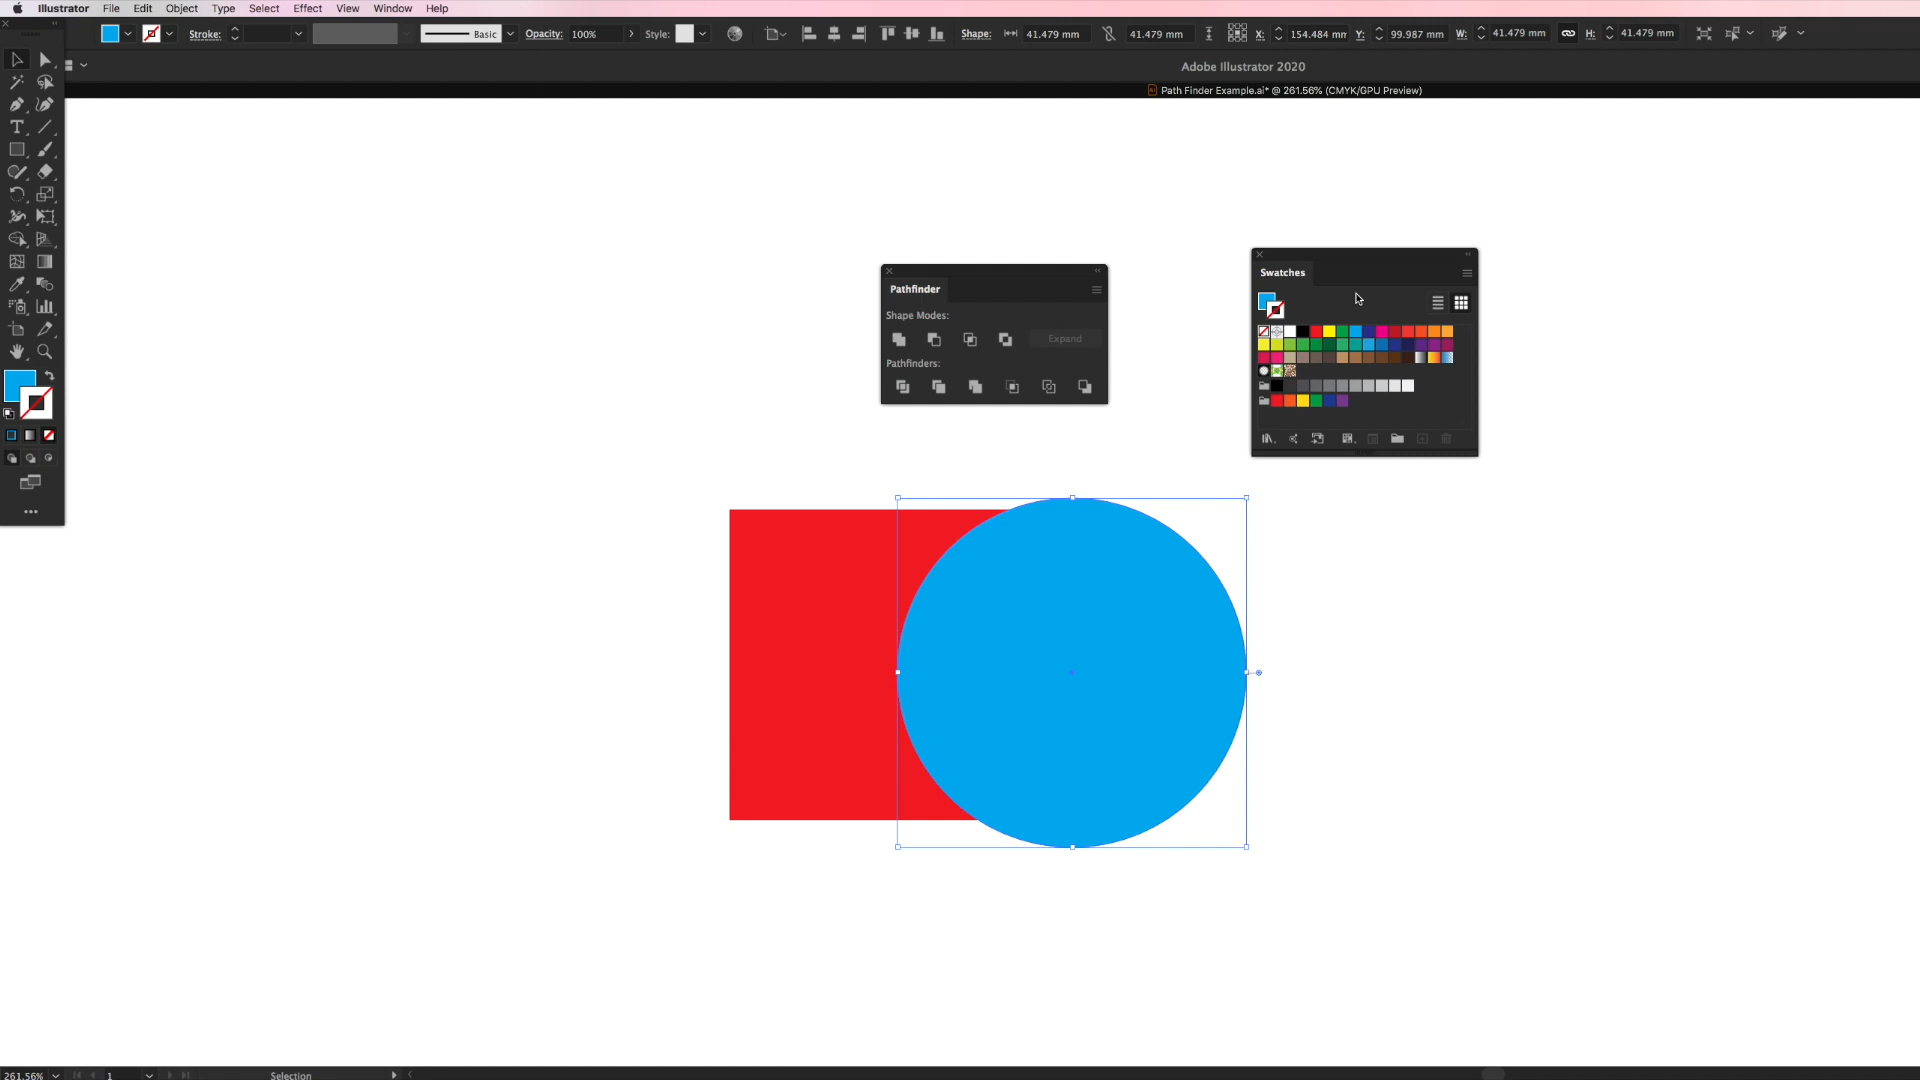 Illustrator File Edit Object Type Select Effect View Window Help
Stroke: Basic Opacity: 100% Style: Shape: 41.479 mm 41.479 mm X: 154.484 mm Y: 99.987 mm W: 41.479 mm H: 41.479 mm
Adobe Illustrator 2020
Ai Path Finder Example.ai* @ 261.56% (CMYK/GPU Preview)
Swatches
Pathfinder
Shape Modes:
Expand
Pathfinders:
261.56% 1 Selection